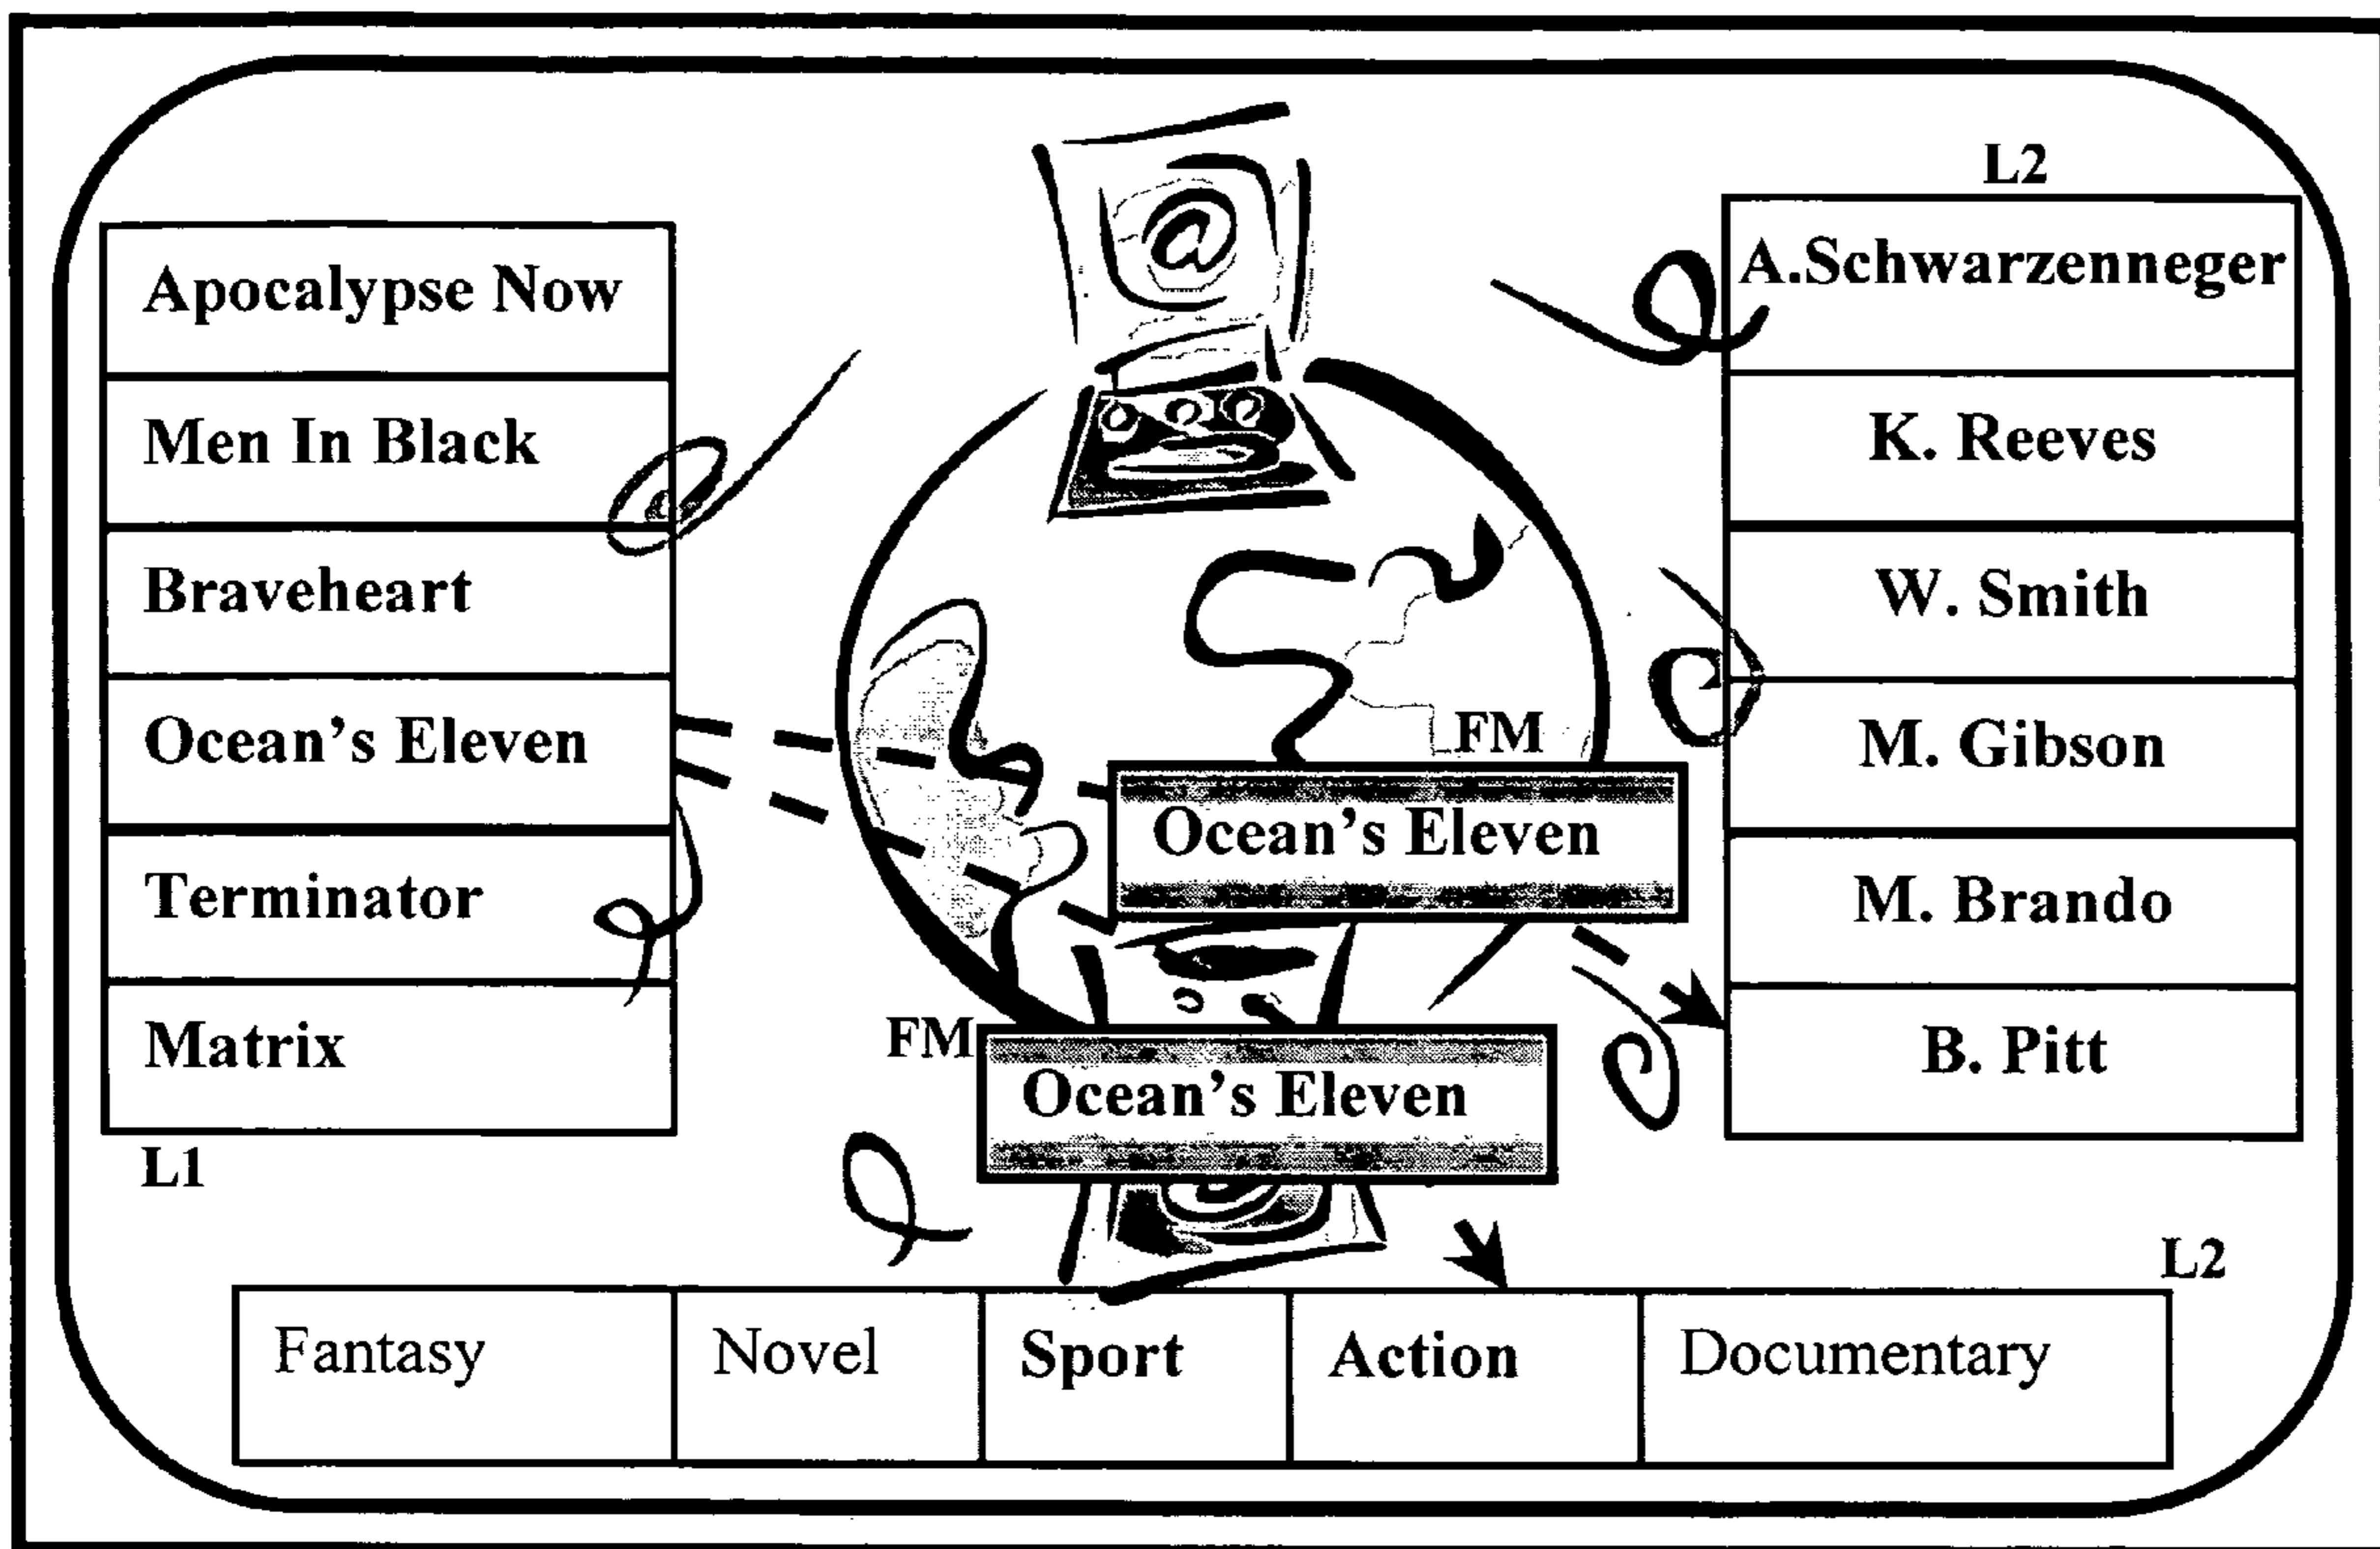 Apocalypse Now
Men In Black
Braveheart
Ocean's Eleven
Terminator
Matrix
L1
@
FM
Ocean's Eleven
FM
Ocean's Eleven
L2
A.Schwarzenneger
K. Reeves
W. Smith
M. Gibson
M. Brando
B. Pitt
L2
Fantasy
Novel
Sport
Action
Documentary